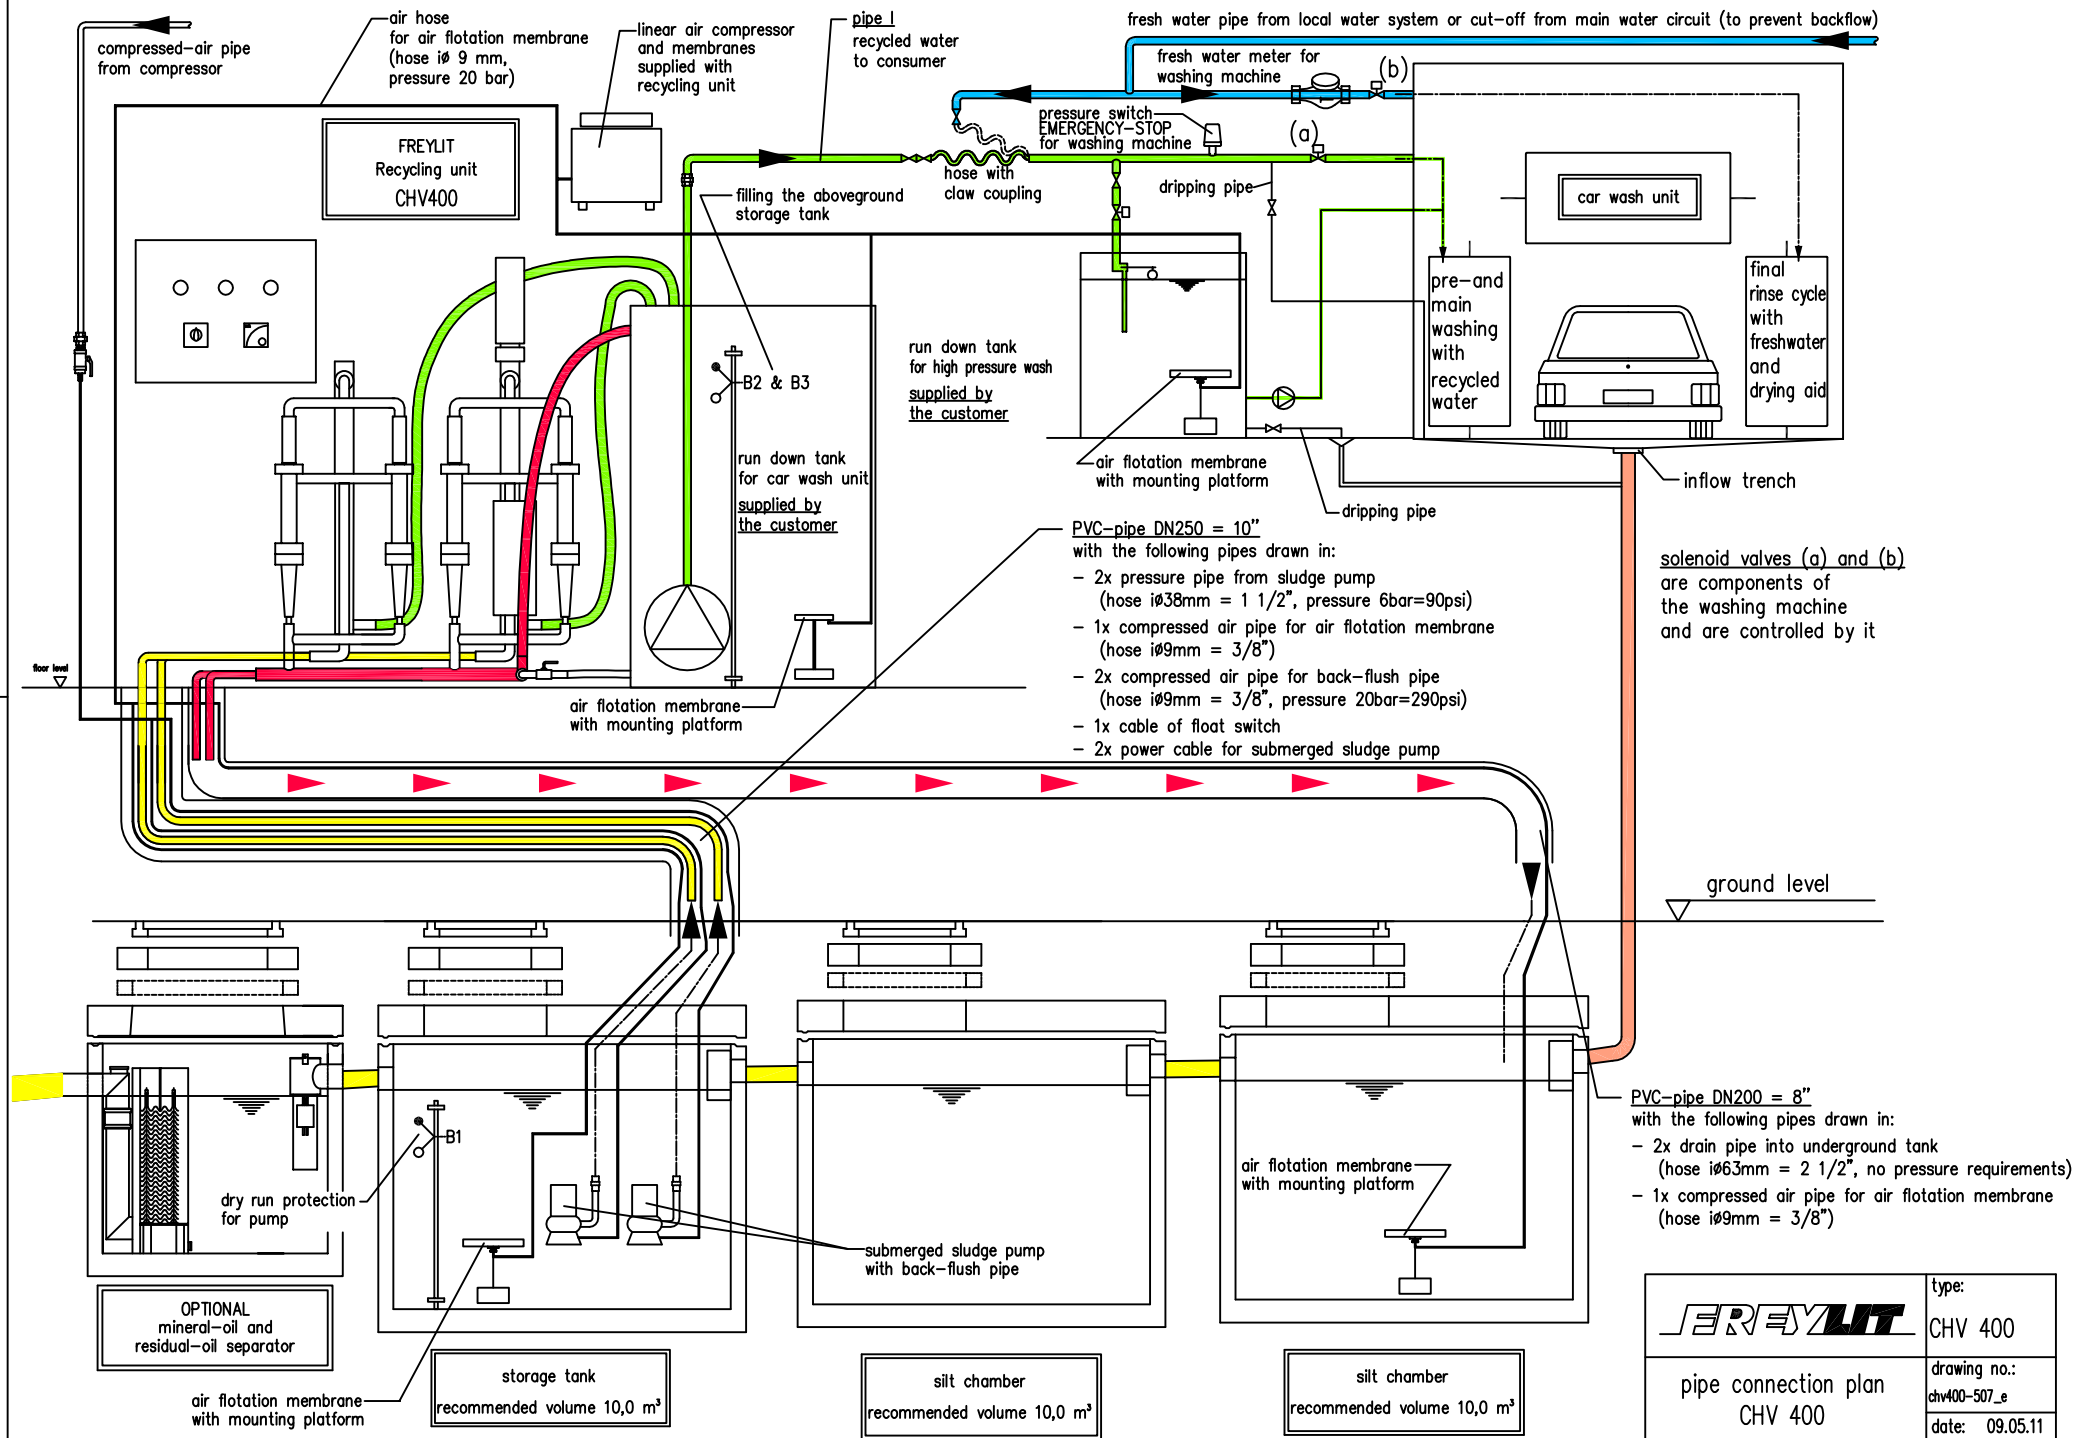 compressed-air pipe
from compressor
air hose
for air flotation membrane
(hose iø 9 mm,
pressure 20 bar)
linear air compressor
and membranes
supplied with
recycling unit
pipe I
recycled water
to consumer
fresh water pipe from local water system or cut-off from main water circuit (to prevent backflow)
fresh water meter for
washing machine
(b)
pressure switch
EMERGENCY-STOP
for washing machine
(a)
FREYLIT
Recycling unit
CHV400
hose with
claw coupling
dripping pipe
filling the aboveground
storage tank
car wash unit
pre-and
main
washing
with
recycled
water
final
rinse cycle
with
freshwater
and
drying aid
run down tank
for high pressure wash
supplied by
the customer
B2 & B3
run down tank
for car wash unit
supplied by
the customer
air flotation membrane
with mounting platform
inflow trench
dripping pipe
PVC-pipe DN250 = 10"
with the following pipes drawn in:
- 2x pressure pipe from sludge pump
(hose iø38mm = 1 1/2", pressure 6bar=90psi)
- 1x compressed air pipe for air flotation membrane
(hose iø9mm = 3/8")
- 2x compressed air pipe for back-flush pipe
(hose iø9mm = 3/8", pressure 20bar=290psi)
- 1x cable of float switch
- 2x power cable for submerged sludge pump
solenoid valves (a) and (b)
are components of
the washing machine
and are controlled by it
floor level
air flotation membrane
with mounting platform
ground level
B1
dry run protection
for pump
submerged sludge pump
with back-flush pipe
air flotation membrane
with mounting platform
PVC-pipe DN200 = 8"
with the following pipes drawn in:
- 2x drain pipe into underground tank
(hose iø63mm = 2 1/2", no pressure requirements)
- 1x compressed air pipe for air flotation membrane
(hose iø9mm = 3/8")
OPTIONAL
mineral-oil and
residual-oil separator
air flotation membrane
with mounting platform
storage tank
recommended volume 10,0 m³
silt chamber
recommended volume 10,0 m³
silt chamber
recommended volume 10,0 m³
FREYLIT
type:
CHV 400
pipe connection plan
CHV 400
drawing no.:
chv400-507_e
date: 09.05.11